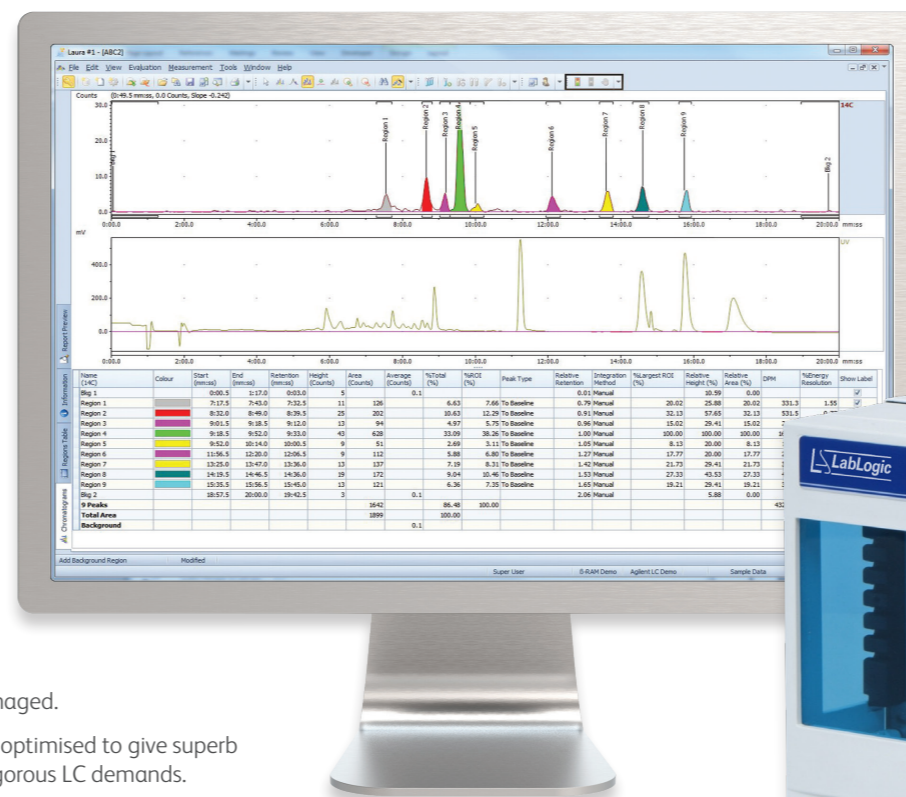 Laura #1 - [ABC2]
File Edit View Evaluation Measurement Tools Window Help
Counts (0:49.5 mm:ss, 0.0 Counts, Slope -0.242)
14C
30.0
20.0
10.0
0.0
Bkg 1
Region 1
Region 2
Region 3
Region 4
Region 5
Region 6
Region 7
Region 8
Region 9
Bkg 2
0:00.0 2:00.0 4:00.0 6:00.0 8:00.0 10:00.0 12:00.0 14:00.0 16:00.0 18:00.0 20:00.0 mm:ss
mV
UV
400.0
200.0
0.0
0:00.0 2:00.0 4:00.0 6:00.0 8:00.0 10:00.0 12:00.0 14:00.0 16:00.0 18:00.0 20:00.0 mm:ss
Report Preview
Information
Regions Table
Chromatograms
Name (14C) Colour Start (mm:ss) End (mm:ss) Retention (mm:ss) Height (Counts) Area (Counts) Average (Counts) %Total (%) %ROI (%) Peak Type Relative Retention Integration Method %Largest ROI (%) Relative Height (%) Relative Area (%) DPM %Energy Resolution Show Label
Bkg 1 0:00.5 1:17.0 0:03.0 5 0.1 0.01 Manual 10.59 0.00
Region 1 7:17.5 7:43.0 7:32.5 11 126 6.63 7.66 To Baseline 0.79 Manual 20.02 25.88 20.02 331.3 1.55
Region 2 8:32.0 8:49.0 8:39.5 25 202 10.63 12.29 To Baseline 0.91 Manual 32.13 57.65 32.13 531.5
Region 3 9:01.5 9:18.5 9:12.0 13 94 4.97 5.75 To Baseline 0.96 Manual 15.02 29.41 15.02
Region 4 9:18.5 9:52.0 9:33.0 43 628 33.09 38.26 To Baseline 1.00 Manual 100.00 100.00 100.00
Region 5 9:52.0 10:14.0 10:00.5 9 51 2.69 3.11 To Baseline 1.05 Manual 8.13 20.00 8.13
Region 6 11:56.5 12:20.0 12:06.5 9 112 5.88 6.80 To Baseline 1.27 Manual 17.77 20.00 17.77
Region 7 13:25.0 13:47.0 13:36.0 13 137 7.19 8.31 To Baseline 1.42 Manual 21.73 29.41 21.73
Region 8 14:19.5 14:46.5 14:36.0 19 172 9.04 10.46 To Baseline 1.53 Manual 27.33 43.53 27.33
Region 9 15:35.5 15:56.5 15:45.0 13 121 6.36 7.35 To Baseline 1.65 Manual 19.21 29.41 19.21
Bkg 2 18:57.5 20:00.0 19:42.5 3 0.1 2.06 Manual 5.88 0.00
9 Peaks 1642 86.48 100.00
Total Area 1899 100.00
Background 0.1
Add Background Region Modified
Super User β-RAM Demo Agilent LC Demo Sample Data
LabLogic
naged.
optimised to give superb
gorous LC demands.